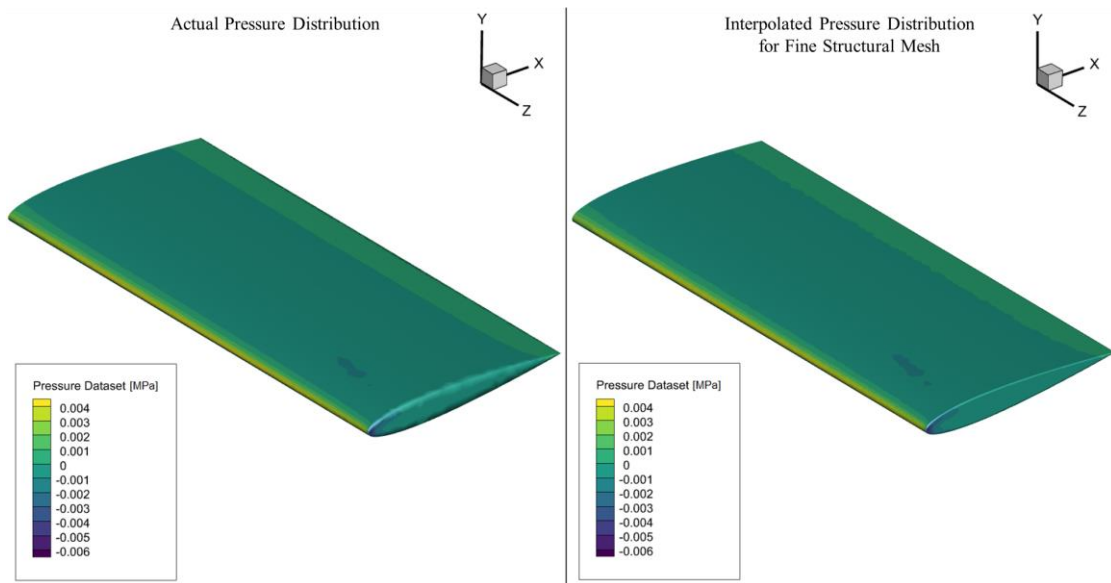 Actual Pressure Distribution
Y
X
Z
Pressure Dataset [MPa]
0.004
0.003
0.002
0.001
0
-0.001
-0.002
-0.003
-0.004
-0.005
-0.006
Interpolated Pressure Distribution
for Fine Structural Mesh
Y
X
Z
Pressure Dataset [MPa]
0.004
0.003
0.002
0.001
0
-0.001
-0.002
-0.003
-0.004
-0.005
-0.006